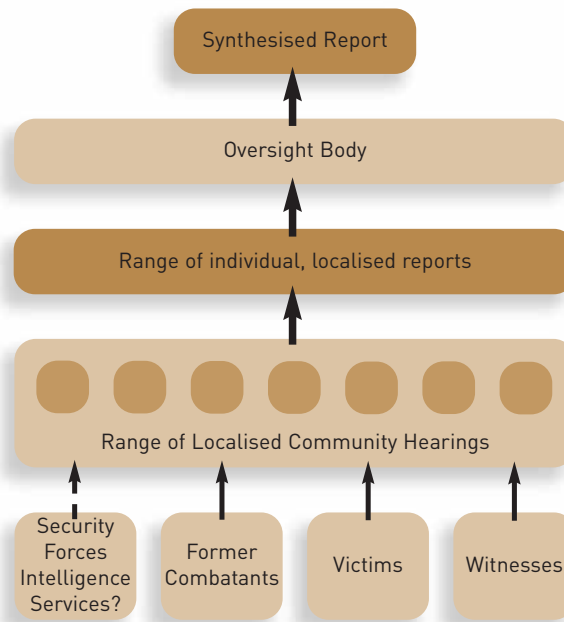 Synthesised Report
Oversight Body
Range of individual, localised reports
Range of Localised Community Hearings
Security
Forces
Intelligence
Services?
Former
Combatants
Victims
Witnesses